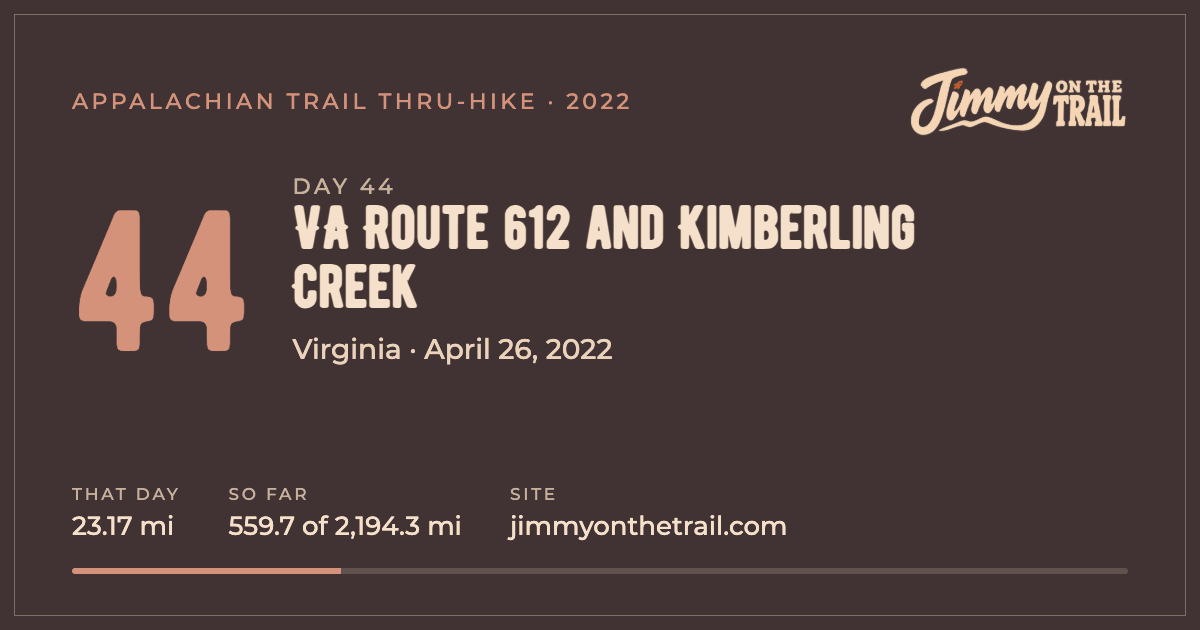 APPALACHIAN TRAIL THRU-HIKE · 2022
Jimmy ON THE TRAIL
DAY 44
44
VA ROUTE 612 AND KIMBERLING
CREEK
Virginia · April 26, 2022
THAT DAY
23.17 mi
SO FAR
559.7 of 2,194.3 mi
SITE
jimmyonthetrail.com